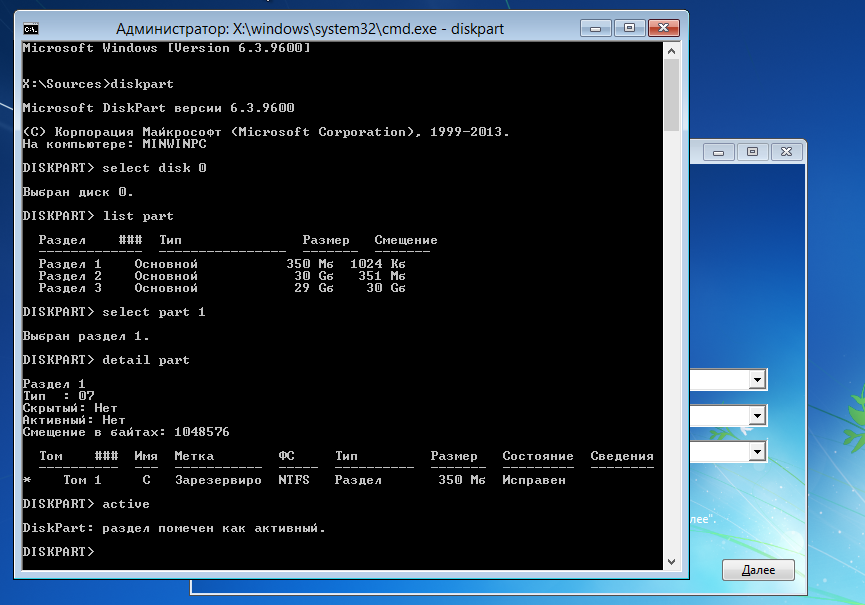 Администратор: X:\windows\system32\cmd.exe - diskpart
Microsoft Windows [Version 6.3.9600]
X:\Sources>diskpart
Microsoft DiskPart версии 6.3.9600
(C) Корпорация Майкрософт (Microsoft Corporation), 1999-2013.
На компьютере: MINWINPC
DISKPART> select disk 0
Выбран диск 0.
DISKPART> list part
Раздел    ###  Тип               Размер   Смещение
------------- ---------------- ------- --------
Раздел 1    Основной           350 Мб  1024 Кб
Раздел 2    Основной            30 Gб   351 Мб
Раздел 3    Основной            29 Gб    30 Gб
DISKPART> select part 1
Выбран раздел 1.
DISKPART> detail part
Раздел 1
Тип  : 07
Скрытый: Нет
Активный: Нет
Смещение в байтах: 1048576
Том    ###  Имя  Метка        ФС     Тип         Размер   Состояние  Сведения
---------- --- ----------- ----- ---------- ------- --------- --------
*    Том 1     C   Зарезервиро  NTFS   Раздел       350 Мб  Исправен
DISKPART> active
DiskPart: раздел помечен как активный.
DISKPART>
лее".
Далее